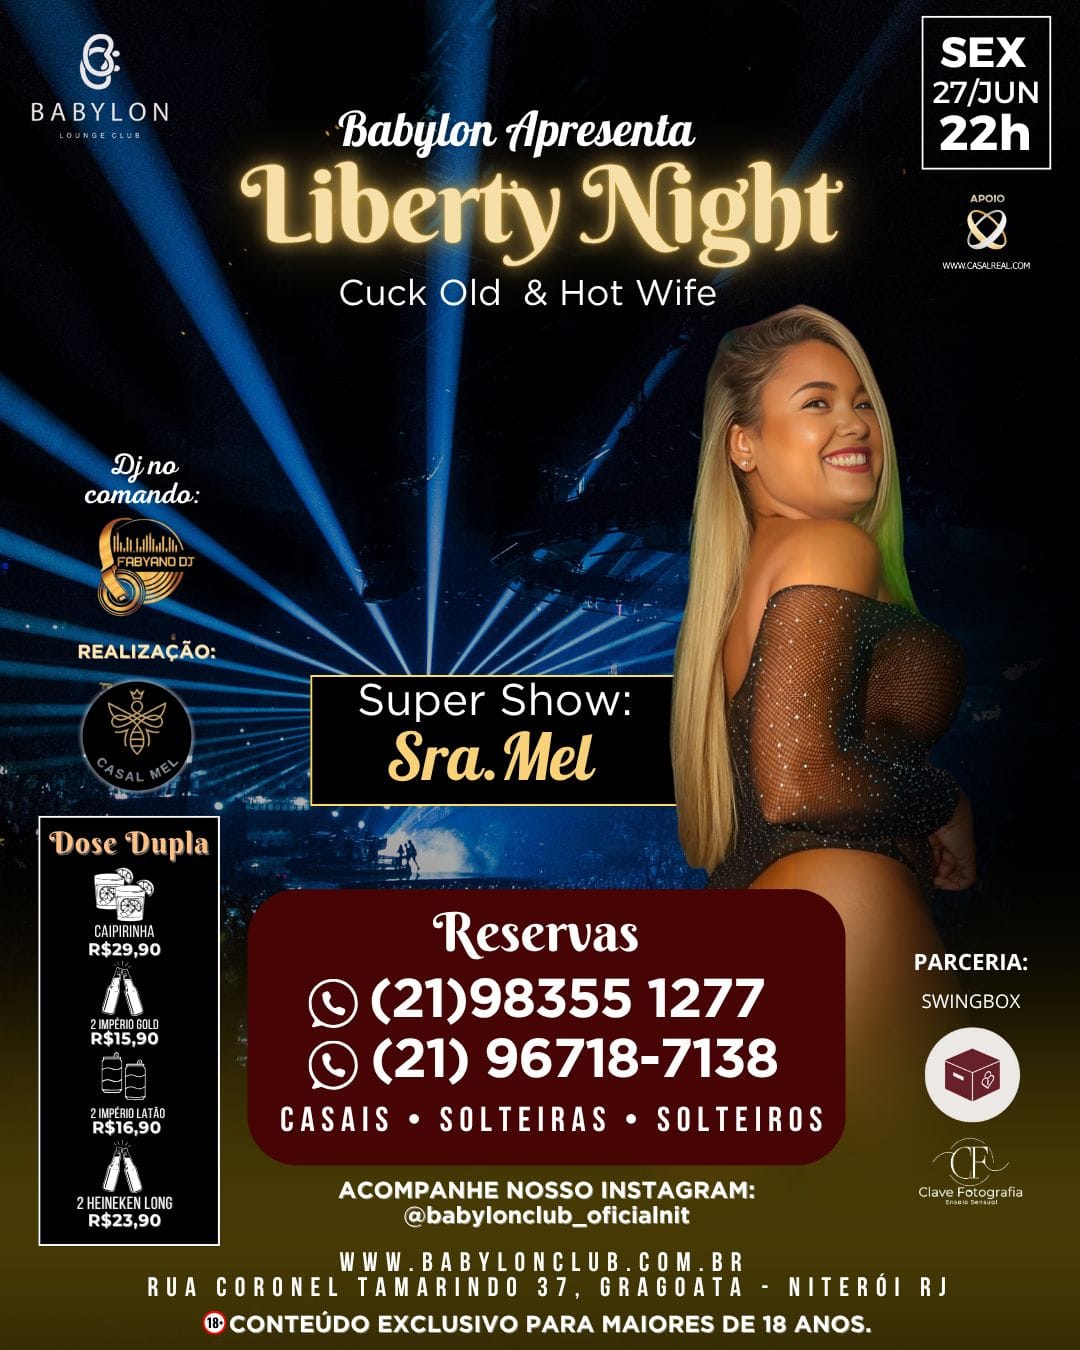 BABYLON
LOUNGE CLUB
SEX
27/JUN
22h
APOIO
WWW.CASALREAL.COM
Babylon Apresenta
Liberty Night
Cuck Old & Hot Wife
Dj no
comando:
FABYANO DJ
REALIZAÇÃO:
CASAL MEL
Super Show:
Sra.Mel
Dose Dupla
CAIPIRINHA
R$29,90
2 IMPÉRIO GOLD
R$15,90
2 IMPÉRIO LATÃO
R$16,90
2 HEINEKEN LONG
R$23,90
Reservas
(21)98355 1277
(21) 96718-7138
CASAIS • SOLTEIRAS • SOLTEIROS
PARCERIA:
SWINGBOX
CF
Clave Fotografia
Ensaio Sensual
ACOMPANHE NOSSO INSTAGRAM:
@babylonclub_oficialnit
WWW.BABYLONCLUB.COM.BR
RUA CORONEL TAMARINDO 37, GRAGOATA - NITERÓI RJ
18+ CONTEÚDO EXCLUSIVO PARA MAIORES DE 18 ANOS.